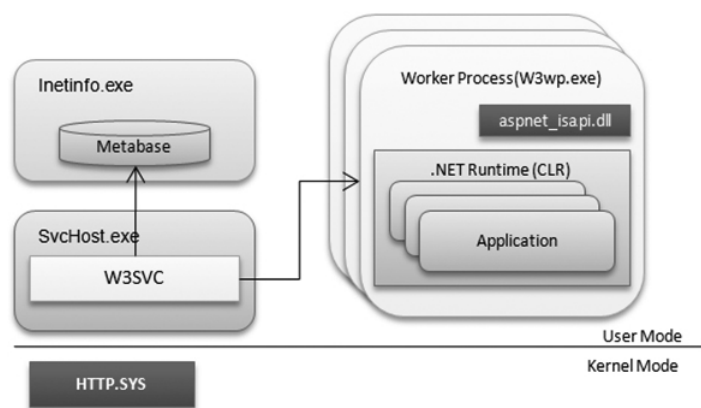 Inetinfo.exe
Metabase
SvcHost.exe
W3SVC
Worker Process(W3wp.exe)
aspnet_isapi.dll
.NET Runtime (CLR)
Application
User Mode
Kernel Mode
HTTP.SYS